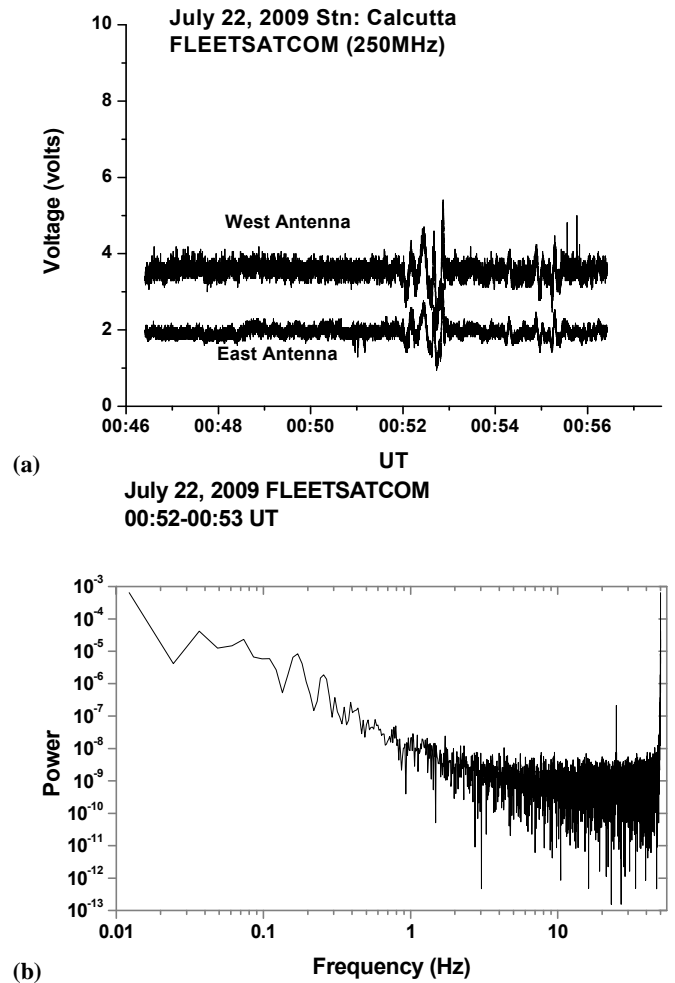 July 22, 2009 Stn: Calcutta
FLEETSATCOM (250MHz)
10
8
6
4
2
0
Voltage (volts)
West Antenna
East Antenna
00:46 00:48 00:50 00:52 00:54 00:56
UT
(a)
July 22, 2009 FLEETSATCOM
00:52-00:53 UT
10-3
10-4
10-5
10-6
10-7
10-8
10-9
10-10
10-11
10-12
10-13
Power
0.01 0.1 1 10
Frequency (Hz)
(b)